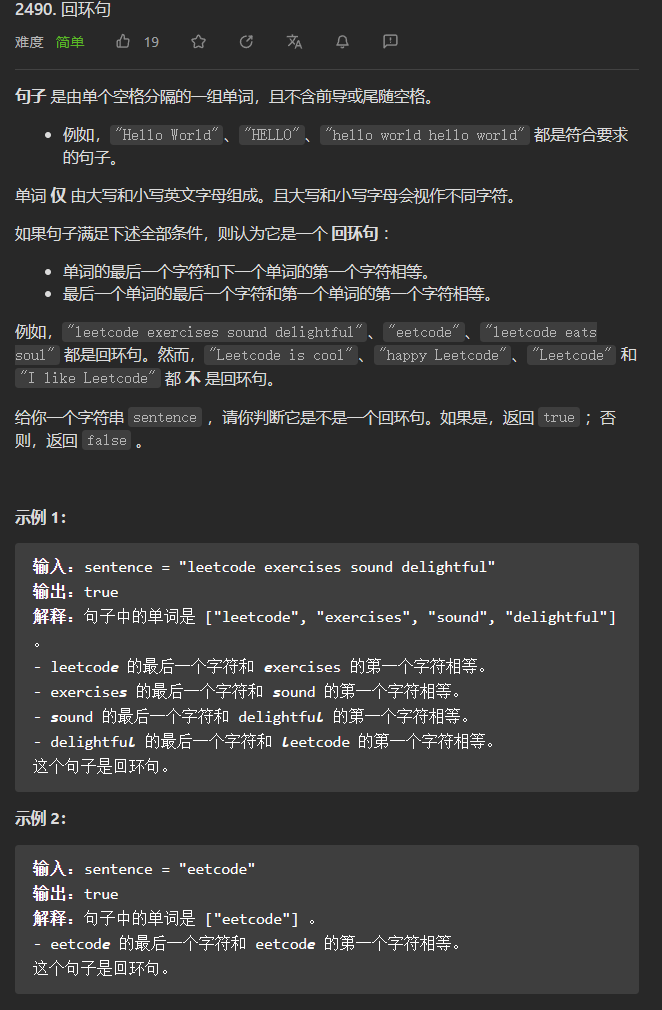 2490. 回环句
难度 简单 19
句子 是由单个空格分隔的一组单词，且不含前导或尾随空格。
• 例如，"Hello World"、"HELLO"、"hello world hello world" 都是符合要求
的句子。
单词 仅 由大写和小写英文字母组成。且大写和小写字母会视作不同字符。
如果句子满足下述全部条件，则认为它是一个 回环句 ：
• 单词的最后一个字符和下一个单词的第一个字符相等。
• 最后一个单词的最后一个字符和第一个单词的第一个字符相等。
例如，"leetcode exercises sound delightful"、"eetcode"、"leetcode eats
soul" 都是回环句。然而，"Leetcode is cool"、"happy Leetcode"、"Leetcode" 和
"I like Leetcode" 都 不 是回环句。
给你一个字符串 sentence ，请你判断它是不是一个回环句。如果是，返回 true ；否
则，返回 false 。
示例 1：
输入：sentence = "leetcode exercises sound delightful"
输出：true
解释：句子中的单词是 ["leetcode", "exercises", "sound", "delightful"]
。
- leetcode 的最后一个字符和 exercises 的第一个字符相等。
- exercises 的最后一个字符和 sound 的第一个字符相等。
- sound 的最后一个字符和 delightful 的第一个字符相等。
- delightful 的最后一个字符和 leetcode 的第一个字符相等。
这个句子是回环句。
示例 2：
输入：sentence = "eetcode"
输出：true
解释：句子中的单词是 ["eetcode"] 。
- eetcode 的最后一个字符和 eetcode 的第一个字符相等。
这个句子是回环句。